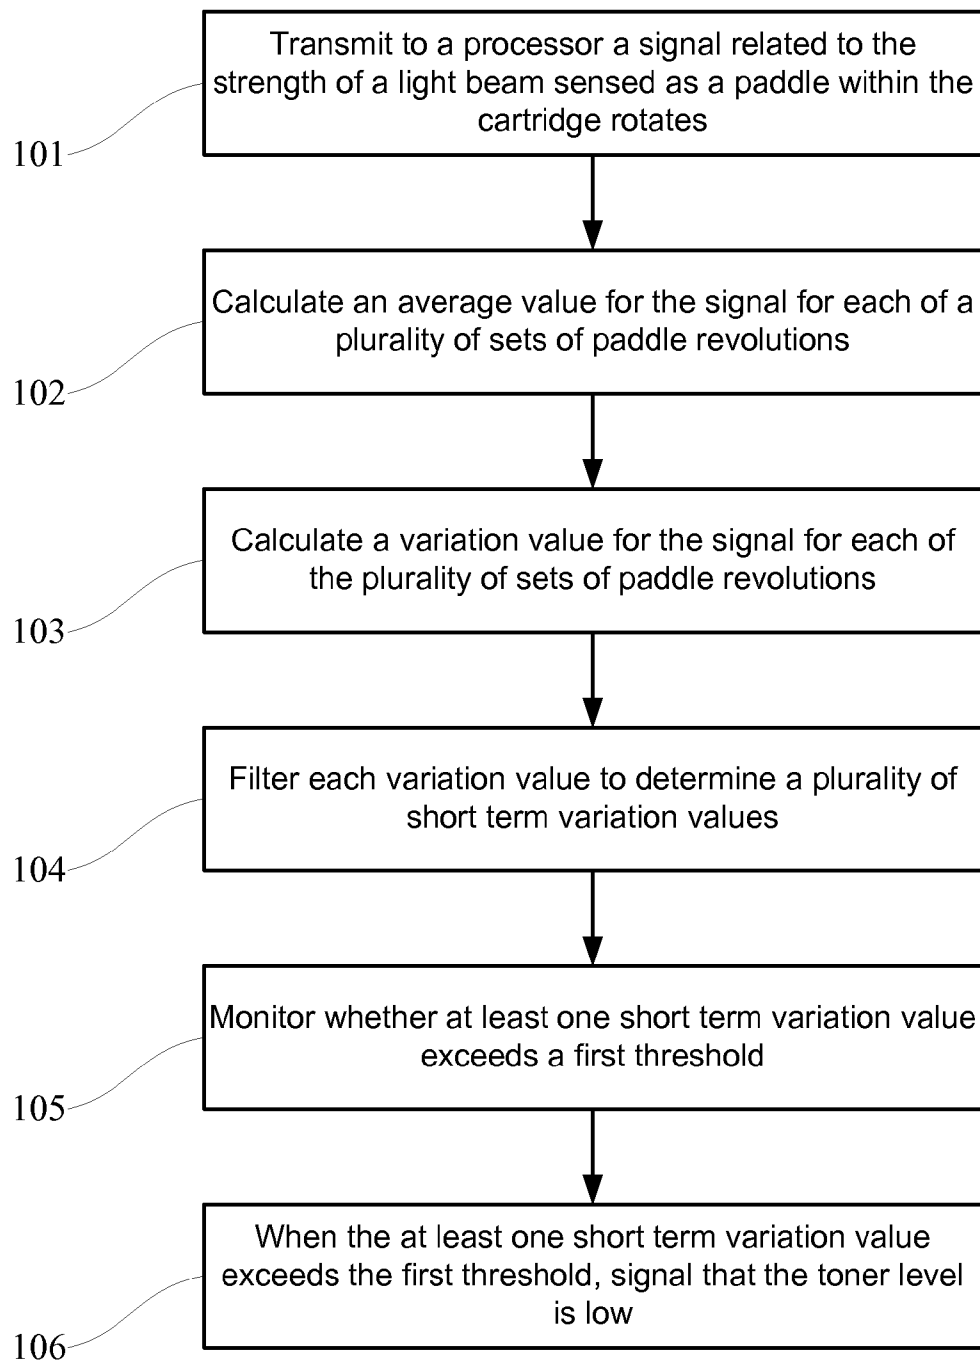 Transmit to a processor a signal related to the
strength of a light beam sensed as a paddle within the
cartridge rotates
101
Calculate an average value for the signal for each of a
plurality of sets of paddle revolutions
102
Calculate a variation value for the signal for each of
the plurality of sets of paddle revolutions
103
Filter each variation value to determine a plurality of
short term variation values
104
Monitor whether at least one short term variation value
exceeds a first threshold
105
When the at least one short term variation value
exceeds the first threshold, signal that the toner level
is low
106